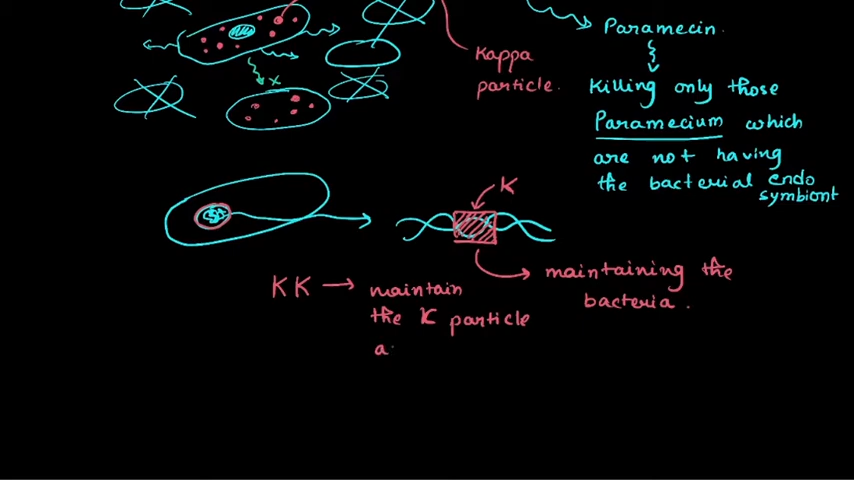 Paramecin.
Kappa
particle.
Killing only those
Paramecium which
are not having
the bacterial endo
symbiont
x
K
maintaining the
bacteria.
KK → maintain
the K particle
a